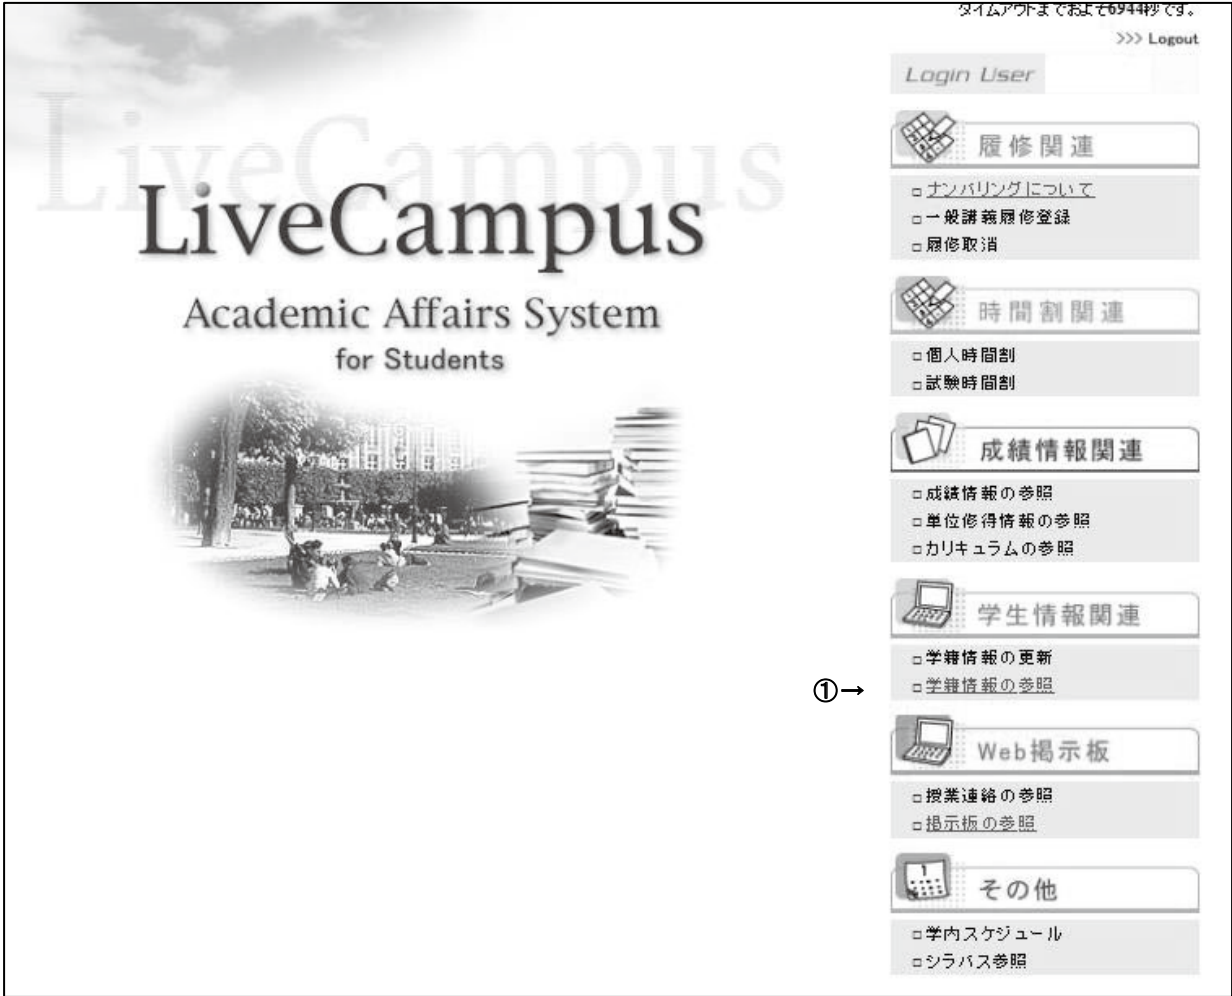 タイムアウトまでおよそ6944秒です。
>>> Logout
Login User
LiveCampus
LiveCampus
Academic Affairs System
for Students
履修関連
□ナンバリングについて
□一般講義履修登録
□履修取消
時間割関連
□個人時間割
□試験時間割
成績情報関連
□成績情報の参照
□単位修得情報の参照
□カリキュラムの参照
学生情報関連
□学籍情報の更新
①→ □学籍情報の参照
Web掲示板
□授業連絡の参照
□掲示板の参照
その他
□学内スケジュール
□シラバス参照